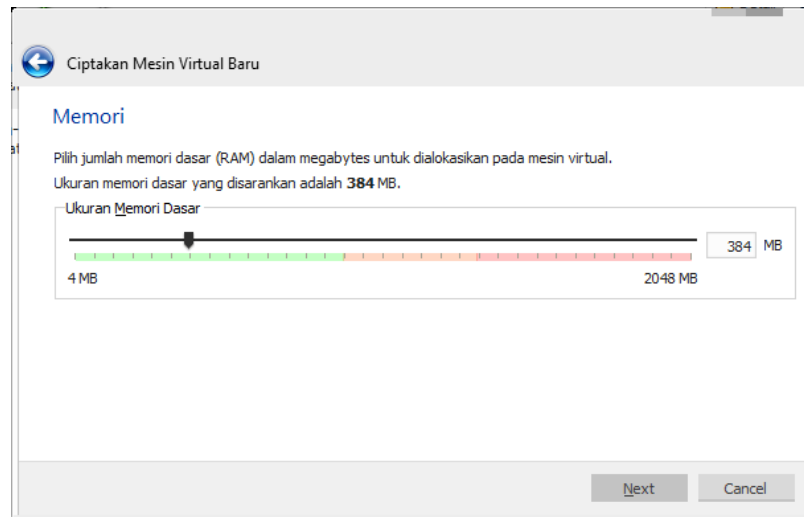 Ciptakan Mesin Virtual Baru
Memori
Pilih jumlah memori dasar (RAM) dalam megabytes untuk dialokasikan pada mesin virtual.
Ukuran memori dasar yang disarankan adalah 384 MB.
Ukuran Memori Dasar
384 MB
4 MB 2048 MB
Next Cancel